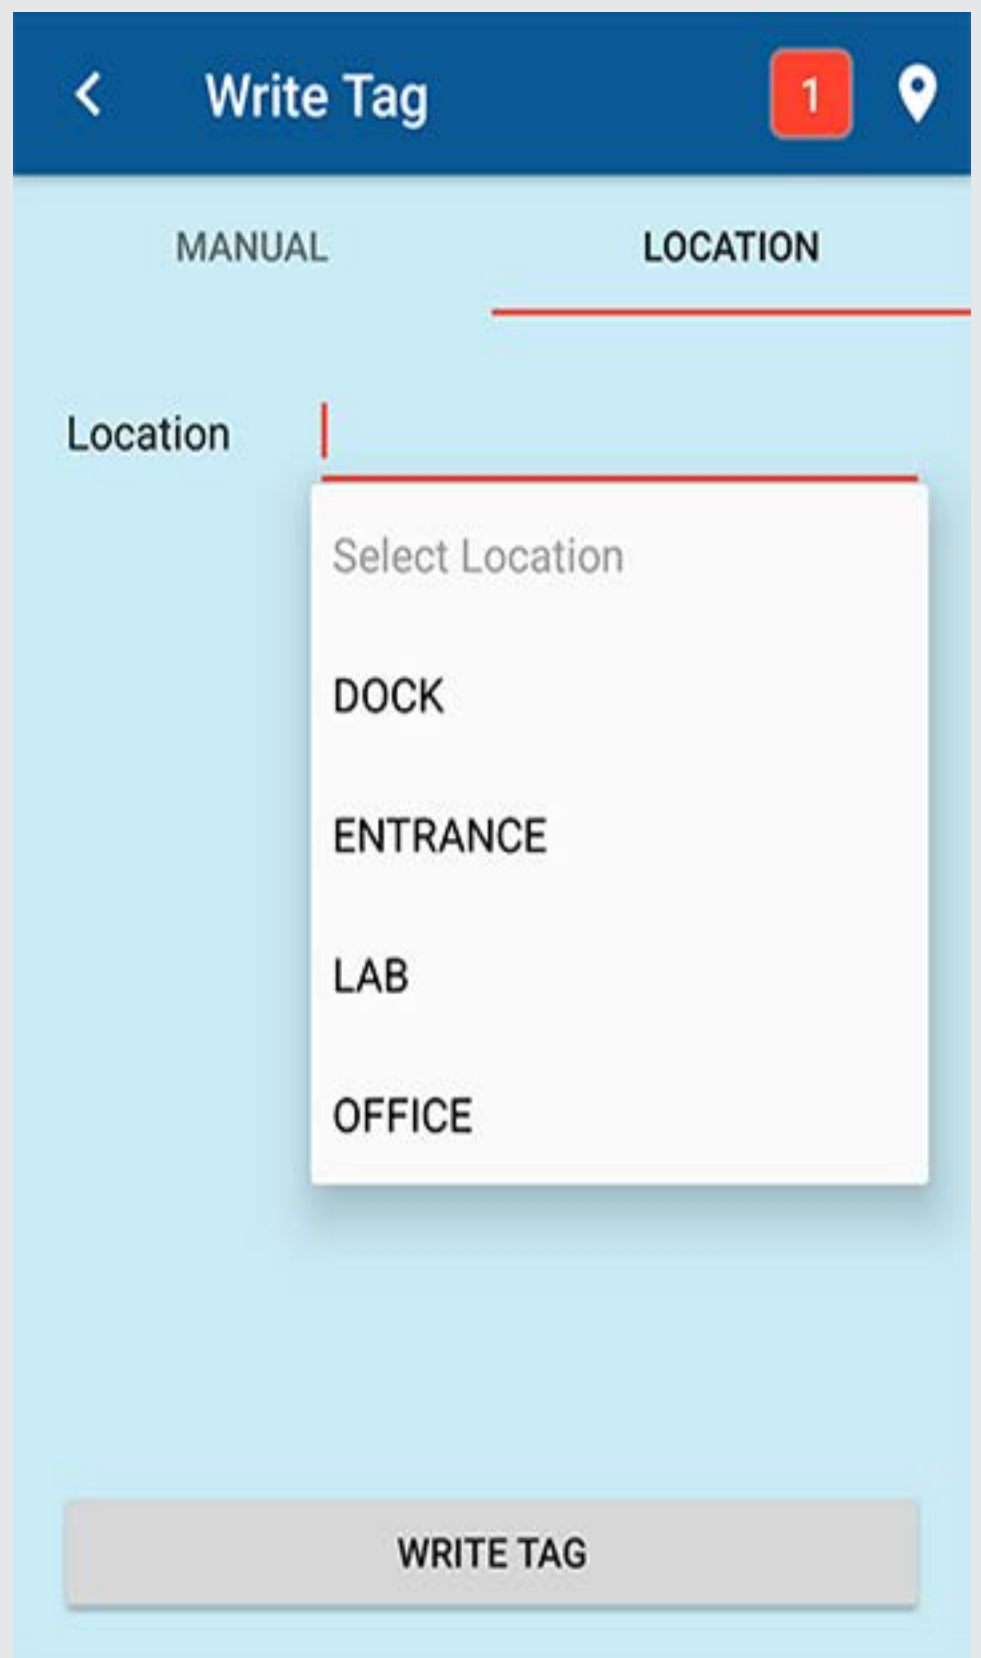 Write Tag 1
MANUAL LOCATION
Location
Select Location
DOCK
ENTRANCE
LAB
OFFICE
WRITE TAG